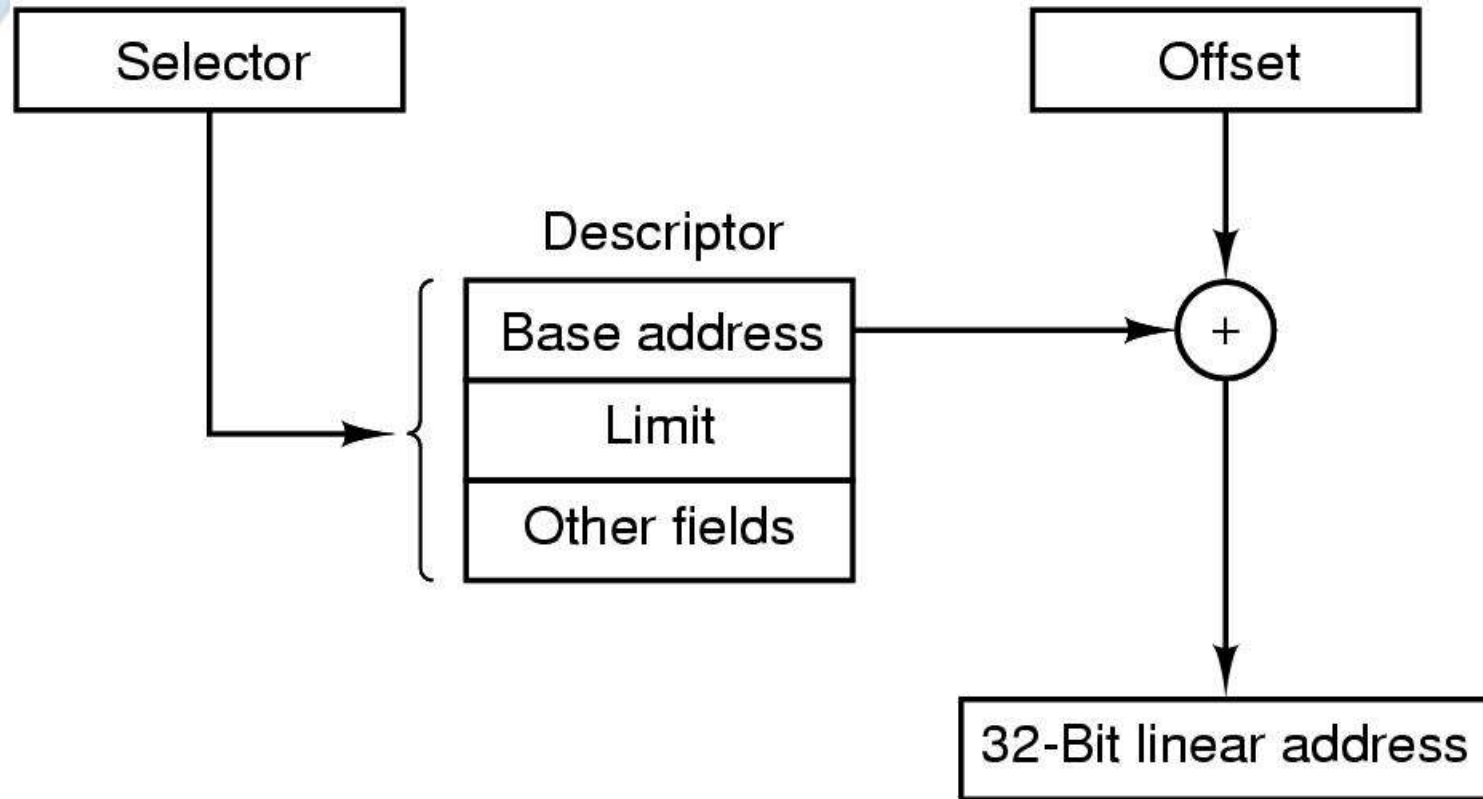 Selector
Offset
Descriptor
Base address
+
Limit
Other fields
32-Bit linear address